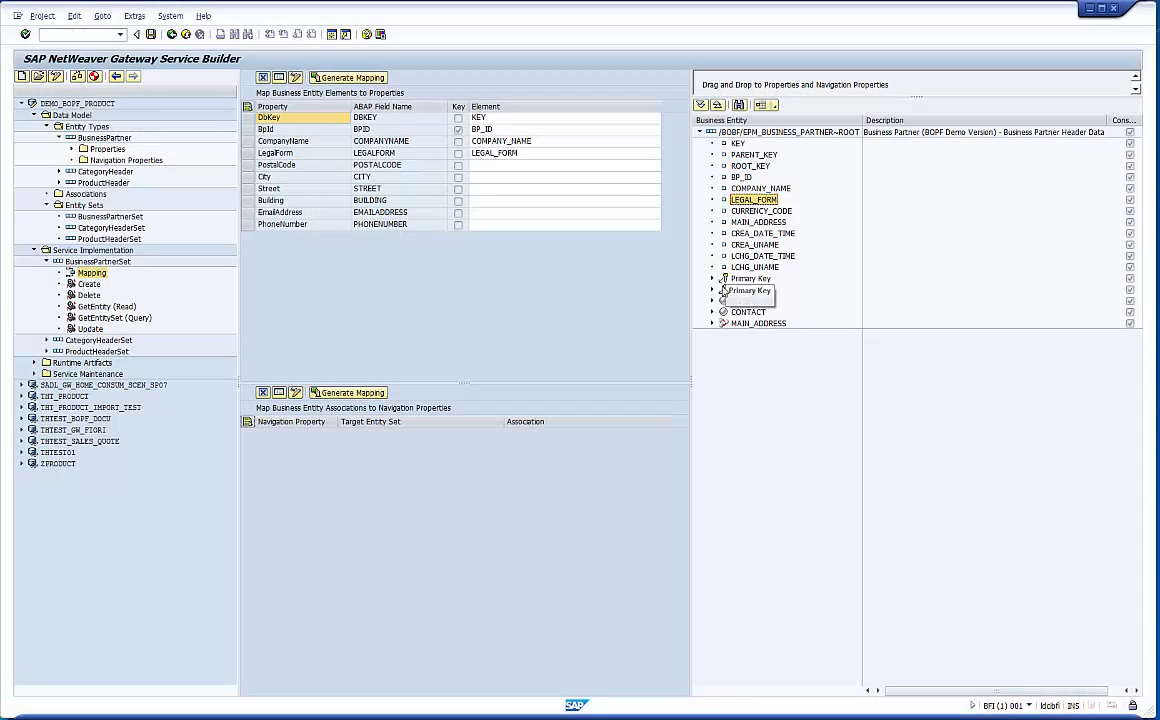 Project Edit Goto Extras System Help
SAP NetWeaver Gateway Service Builder
Generate Mapping
Map Business Entity Elements to Properties
Property ABAP Field Name Key Element
DbKey DBKEY KEY
BpId BPID BP_ID
CompanyName COMPANYNAME COMPANY_NAME
LegalForm LEGALFORM LEGAL_FORM
PostalCode POSTALCODE
City CITY
Street STREET
Building BUILDING
EmailAddress EMAILADDRESS
PhoneNumber PHONENUMBER
DEMO_BOPF_PRODUCT
Data Model
Entity Types
BusinessPartner
Properties
Navigation Properties
CategoryHeader
ProductHeader
Associations
Entity Sets
BusinessPartnerSet
CategoryHeaderSet
ProductHeaderSet
Service Implementation
BusinessPartnerSet
Mapping
Create
Delete
GetEntity (Read)
GetEntitySet (Query)
Update
CategoryHeaderSet
ProductHeaderSet
Runtime Artifacts
Service Maintenance
SADL_GW_HOME_CONSUM_SCEN_SP07
THT_PRODUCT
THT_PRODUCT_IMPORT_TEST
THTEST_BOPF_DOCU
THTEST_GW_FIORI
THTEST_SALES_QUOTE
THTEST01
ZPRODUCT
Generate Mapping
Map Business Entity Associations to Navigation Properties
Navigation Property Target Entity Set Association
Drag and Drop to Properties and Navigation Properties
Business Entity Description Cons...
/BOBF/EPM_BUSINESS_PARTNER~ROOT Business Partner (BOPF Demo Version) - Business Partner Header Data
KEY
PARENT_KEY
ROOT_KEY
BP_ID
COMPANY_NAME
LEGAL_FORM
CURRENCY_CODE
MAIN_ADDRESS
CREA_DATE_TIME
CREA_UNAME
LCHG_DATE_TIME
LCHG_UNAME
Primary Key
Primary Key
CONTACT
MAIN_ADDRESS
SAP
BFI (1) 001 ldcibfi INS